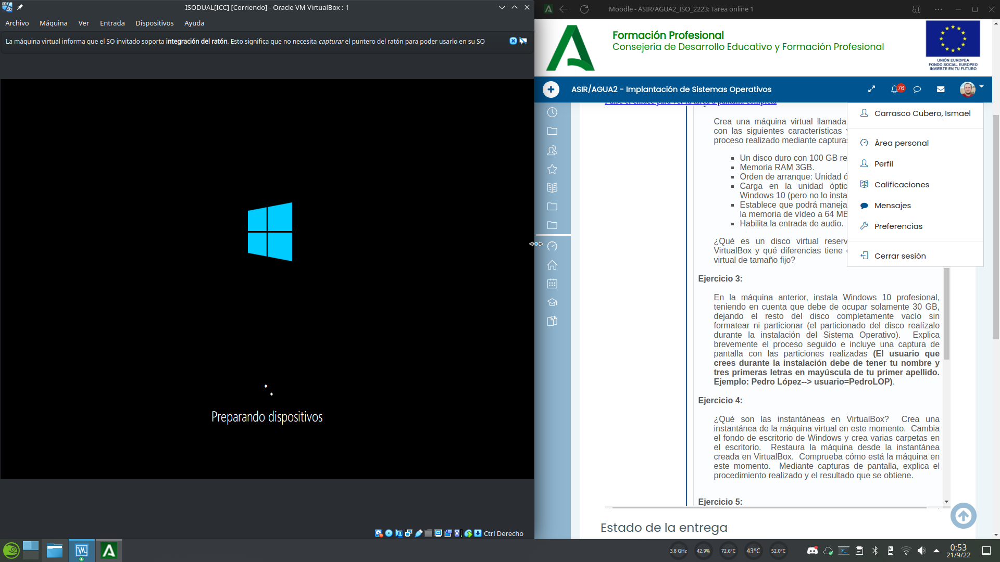 ISODUAL[ICC] [Corriendo] - Oracle VM VirtualBox : 1
Archivo Máquina Ver Entrada Dispositivos Ayuda
La máquina virtual informa que el SO invitado soporta integración del ratón. Esto significa que no necesita capturar el puntero del ratón para poder usarlo en su SO
Preparando dispositivos
Ctrl Derecho
Moodle - ASIR/AGUA2_ISO_2223: Tarea online 1
Formación Profesional
Consejería de Desarrollo Educativo y Formación Profesional
UNIÓN EUROPEA
FONDO SOCIAL EUROPEO
INVIERTE EN TU FUTURO
ASIR/AGUA2 - Implantación de Sistemas Operativos
76
Pulse el enlace para ver la tarea a pantalla completa
Carrasco Cubero, Ismael
Área personal
Perfil
Calificaciones
Mensajes
Preferencias
Cerrar sesión
Crea una máquina virtual llamada
con las siguientes características
proceso realizado mediante capturas
Un disco duro con 100 GB re
Memoria RAM 3GB.
Orden de arranque: Unidad ó
Carga en la unidad óptic
Windows 10 (pero no lo insta
Establece que podrá maneja
la memoria de vídeo a 64 MB
Habilita la entrada de audio.
¿Qué es un disco virtual reserv
VirtualBox y qué diferencias tiene
virtual de tamaño fijo?
Ejercicio 3:
En la máquina anterior, instala Windows 10 profesional,
teniendo en cuenta que debe de ocupar solamente 30 GB,
dejando el resto del disco completamente vacío sin
formatear ni particionar (el particionado del disco realízalo
durante la instalación del Sistema Operativo). Explica
brevemente el proceso seguido e incluye una captura de
pantalla con las particiones realizadas (El usuario que
crees durante la instalación debe de tener tu nombre y
tres primeras letras en mayúscula de tu primer apellido.
Ejemplo: Pedro López--> usuario=PedroLOP).
Ejercicio 4:
¿Qué son las instantáneas en VirtualBox? Crea una
instantánea de la máquina virtual en este momento. Cambia
el fondo de escritorio de Windows y crea varias carpetas en
el escritorio. Restaura la máquina desde la instantánea
creada en VirtualBox. Comprueba cómo está la máquina en
este momento. Mediante capturas de pantalla, explica el
procedimiento realizado y el resultado que se obtiene.
Ejercicio 5:
Estado de la entrega
3,8 GHz 42,9% 72,6°C 43°C 52,0°C
0:53
21/9/22